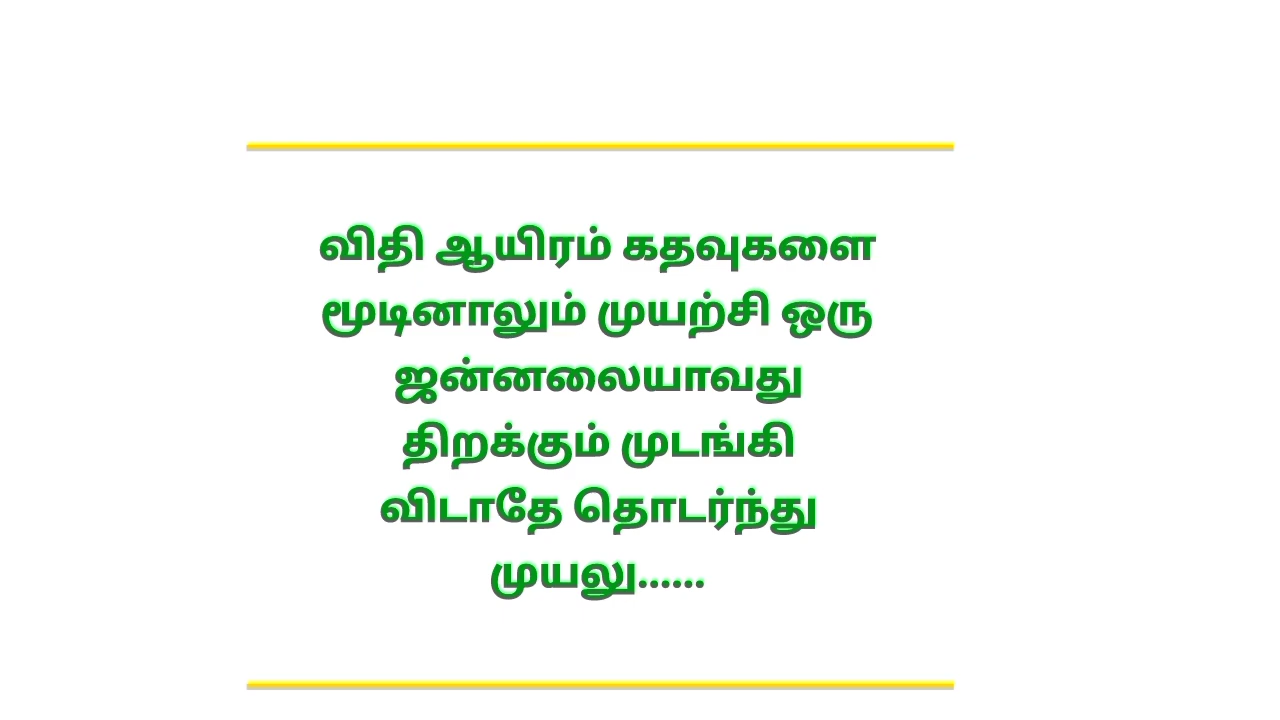 விதி ஆயிரம் கதவுகளை
மூடினாலும் முயற்சி ஒரு
ஜன்னலையாவது
திறக்கும் முடங்கி
விடாதே தொடர்ந்து
முயலு......